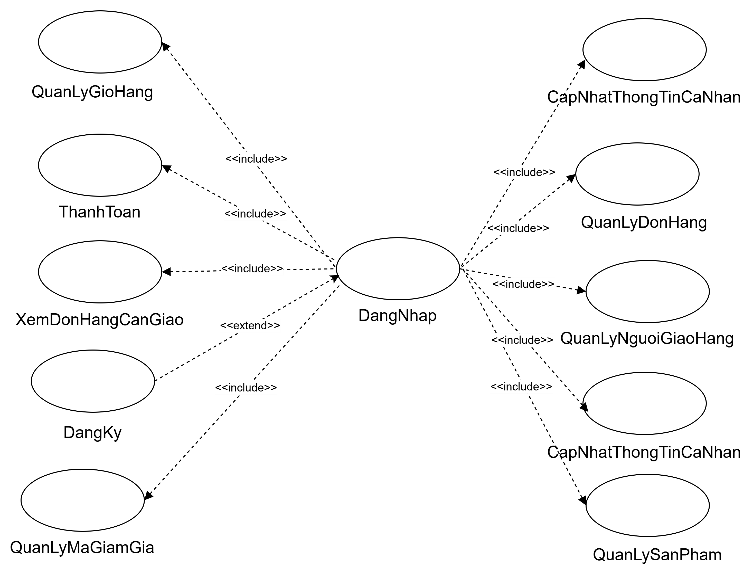 QuanLyGioHang
CapNhatThongTinCaNhan
<<include>>
<<include>>
ThanhToan
<<include>>
QuanLyDonHang
<<include>>
XemDonHangCanGiao
<<include>>
DangNhap
<<include>>
QuanLyNguoiGiaoHang
<<extend>>
<<include>>
DangKy
<<include>>
<<include>>
CapNhatThongTinCaNhan
QuanLyMaGiamGia
QuanLySanPham